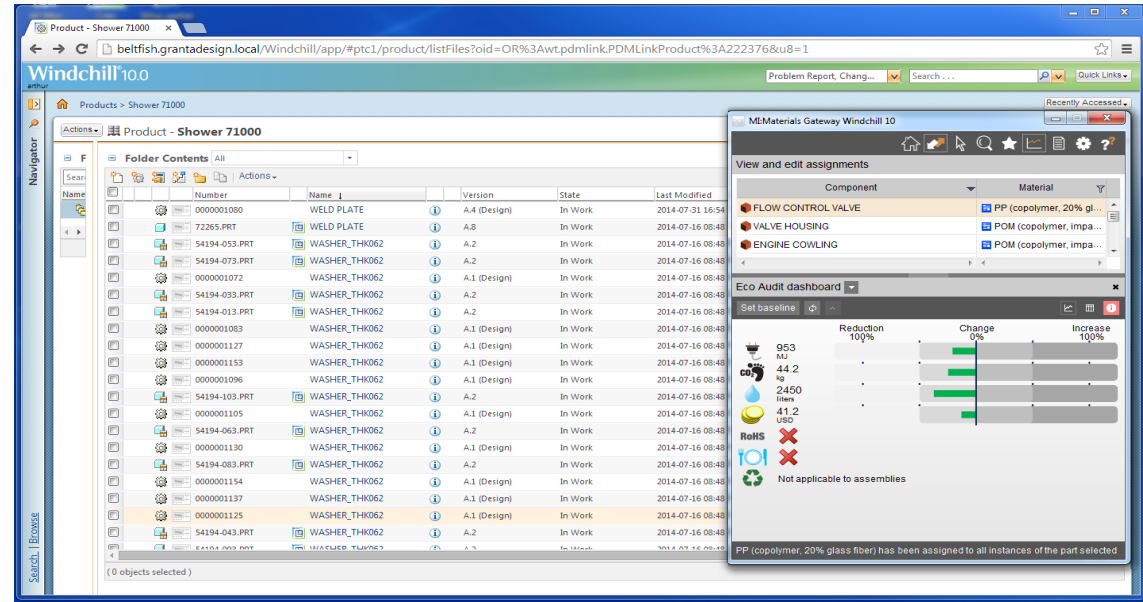 Product - Shower 71000
beltfish.grantadesign.local/Windchill/app/#ptc1/product/listFiles?oid=OR%3Awt.pdmlink.PDMLinkProduct%3A222376&u8=1
Windchill® 10.0
arthur
Problem Report, Chang...
Search . . .
Quick Links
Products > Shower 71000
Recently Accessed
Navigator
Search | Browse
Actions
Product - Shower 71000
F
Name
Folder Contents All
Actions
Number Name Version State Last Modified
0000001080 WELD PLATE A.4 (Design) In Work 2014-07-31 16:54
72265.PRT WELD PLATE A.8 In Work 2014-07-16 08:48
54194-053.PRT WASHER_THK062 A.2 In Work 2014-07-16 08:48
54194-073.PRT WASHER_THK062 A.2 In Work 2014-07-16 08:48
0000001072 WASHER_THK062 A.1 (Design) In Work 2014-07-16 08:48
54194-033.PRT WASHER_THK062 A.2 In Work 2014-07-16 08:48
54194-013.PRT WASHER_THK062 A.2 In Work 2014-07-16 08:48
0000001083 WASHER_THK062 A.1 (Design) In Work 2014-07-16 08:48
0000001127 WASHER_THK062 A.1 (Design) In Work 2014-07-16 08:48
0000001153 WASHER_THK062 A.1 (Design) In Work 2014-07-16 08:48
0000001096 WASHER_THK062 A.1 (Design) In Work 2014-07-16 08:48
54194-103.PRT WASHER_THK062 A.2 In Work 2014-07-16 08:48
0000001105 WASHER_THK062 A.1 (Design) In Work 2014-07-16 08:48
54194-063.PRT WASHER_THK062 A.2 In Work 2014-07-16 08:48
0000001130 WASHER_THK062 A.1 (Design) In Work 2014-07-16 08:48
54194-083.PRT WASHER_THK062 A.2 In Work 2014-07-16 08:48
0000001154 WASHER_THK062 A.1 (Design) In Work 2014-07-16 08:48
0000001137 WASHER_THK062 A.1 (Design) In Work 2014-07-16 08:48
0000001125 WASHER_THK062 A.1 (Design) In Work 2014-07-16 08:48
54194-043.PRT WASHER_THK062 A.2 In Work 2014-07-16 08:48
(0 objects selected )
MI:Materials Gateway Windchill 10
View and edit assignments
Component Material
FLOW CONTROL VALVE PP (copolymer, 20% gl...
VALVE HOUSING POM (copolymer, impa...
ENGINE COWLING POM (copolymer, impa...
Eco Audit dashboard
Set baseline
Reduction Change Increase
100% 0% 100%
953
MJ
CO2 44.2
kg
2450
liters
41.2
USD
RoHS
Not applicable to assemblies
PP (copolymer, 20% glass fiber) has been assigned to all instances of the part selected